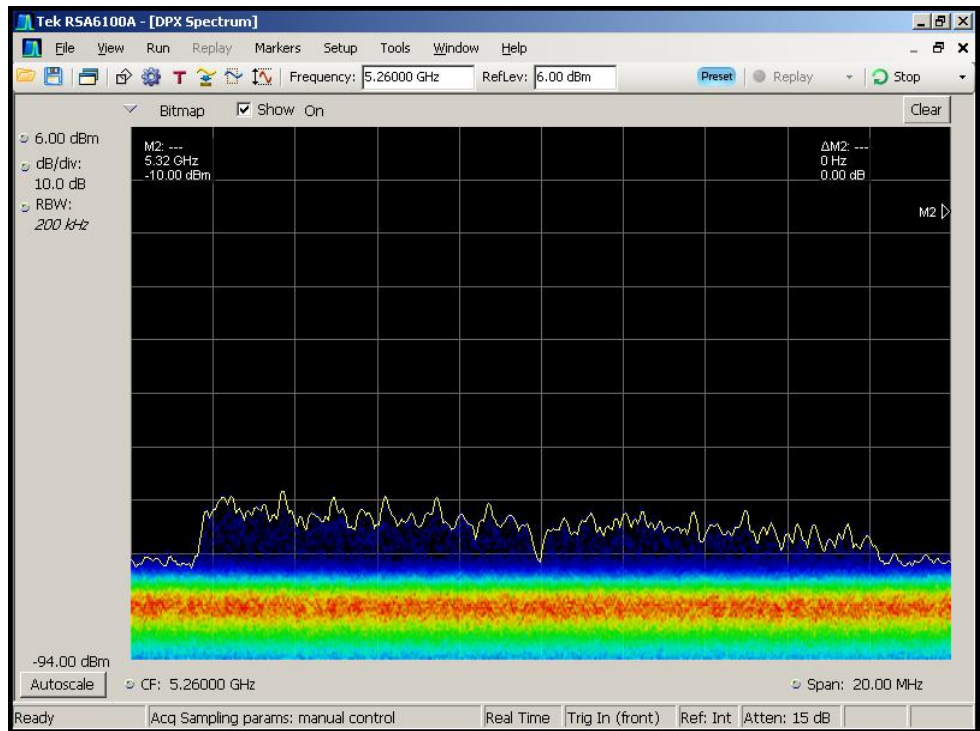 Tek RSA6100A - [DPX Spectrum]
File View Run Replay Markers Setup Tools Window Help
T Frequency: 5.26000 GHz RefLev: 6.00 dBm Preset Replay Stop
Bitmap Show On Clear
6.00 dBm
dB/div:
10.0 dB
RBW:
200 kHz
M2: ---
5.32 GHz
-10.00 dBm
ΔM2: ---
0 Hz
0.00 dB
M2
-94.00 dBm
Autoscale CF: 5.26000 GHz Span: 20.00 MHz
Ready Acq Sampling params: manual control Real Time Trig In (front) Ref: Int Atten: 15 dB